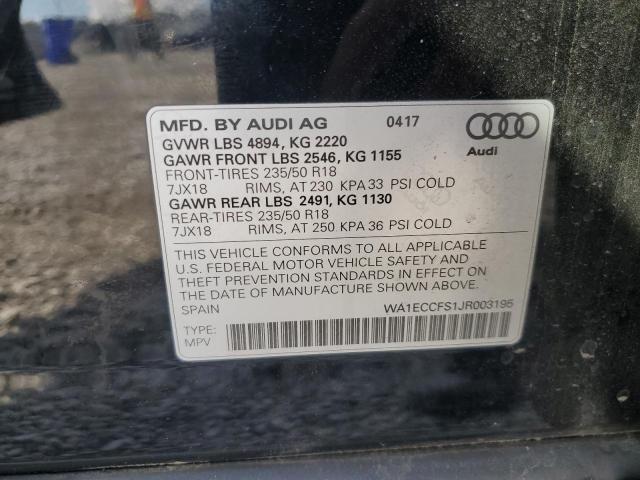 MFD. BY AUDI AG 0417
GVWR LBS 4894, KG 2220
GAWR FRONT LBS 2546, KG 1155
FRONT-TIRES 235/50 R18
7JX18 RIMS, AT 230 KPA 33 PSI COLD
GAWR REAR LBS 2491, KG 1130
REAR-TIRES 235/50 R18
7JX18 RIMS, AT 250 KPA 36 PSI COLD
Audi
THIS VEHICLE CONFORMS TO ALL APPLICABLE
U.S. FEDERAL MOTOR VEHICLE SAFETY AND
THEFT PREVENTION STANDARDS IN EFFECT ON
THE DATE OF MANUFACTURE SHOWN ABOVE.
SPAIN WA1ECCFS1JR003195
TYPE:
MPV